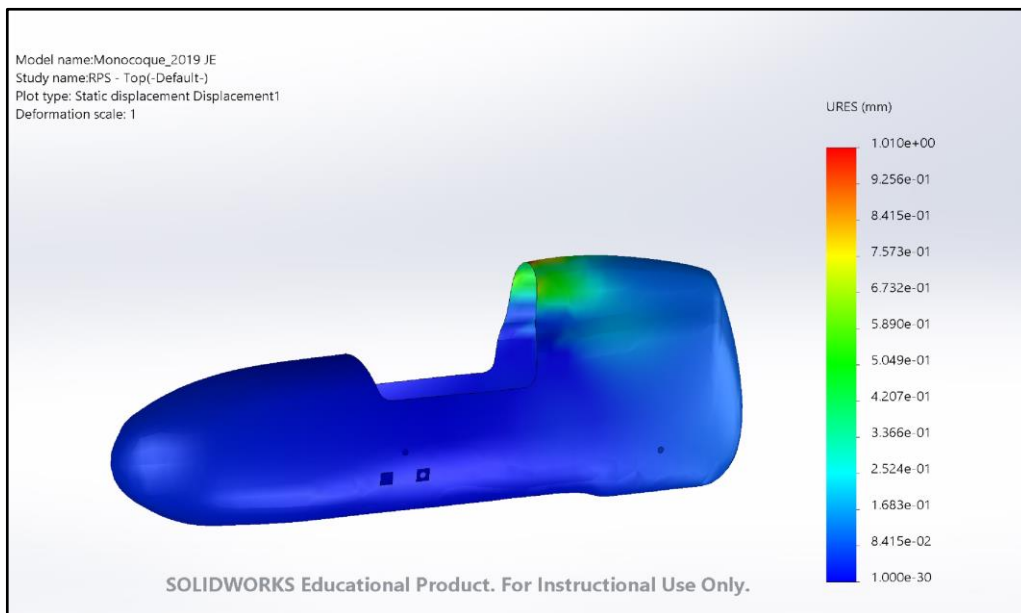 Model name:Monocoque_2019 JE
Study name:RPS - Top(-Default-)
Plot type: Static displacement Displacement1
Deformation scale: 1
URES (mm)
1.010e+00
9.256e-01
8.415e-01
7.573e-01
6.732e-01
5.890e-01
5.049e-01
4.207e-01
3.366e-01
2.524e-01
1.683e-01
8.415e-02
1.000e-30
SOLIDWORKS Educational Product. For Instructional Use Only.